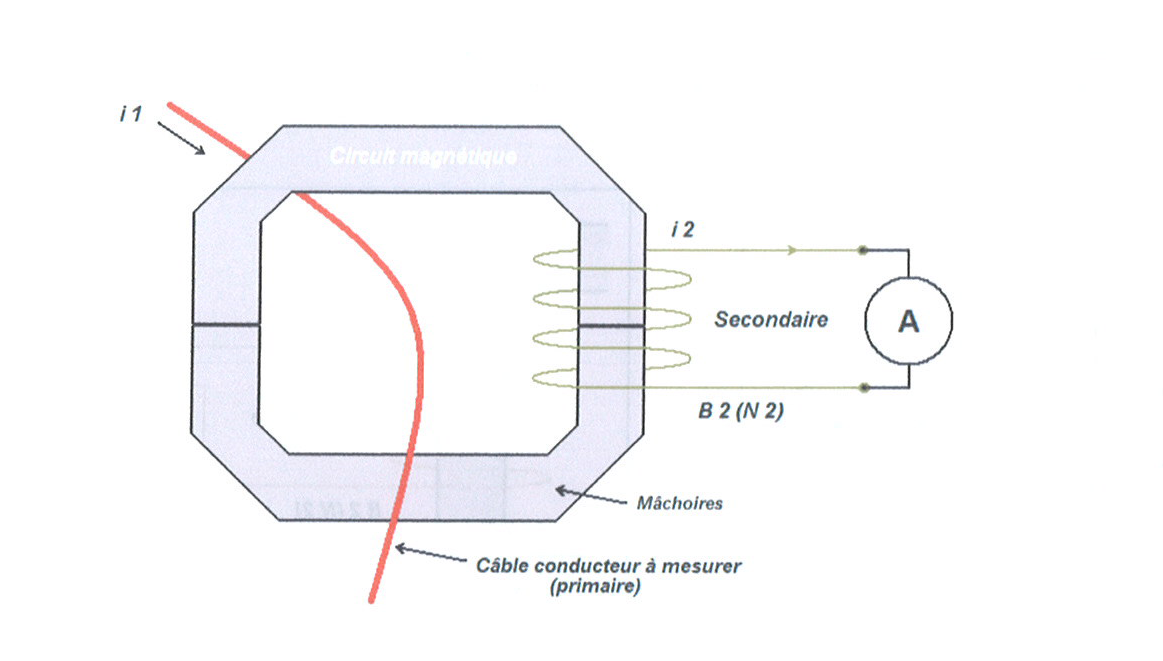 i 1
Circuit magnétique
i 2
Secondaire
A
B 2 (N 2)
Mâchoires
Câble conducteur à mesurer
(primaire)